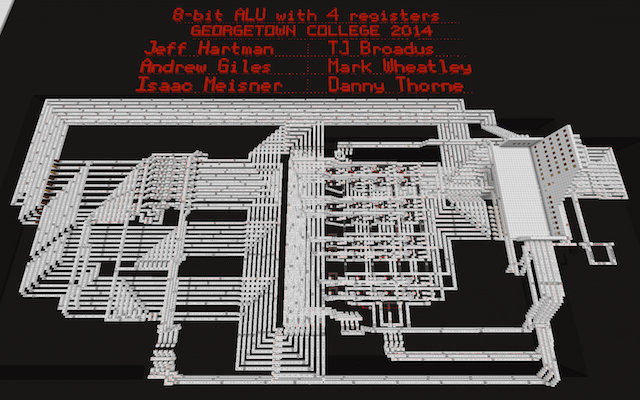 8-bit ALU with 4 registers
GEORGETOWN COLLEGE 2014
Jeff Hartman : TJ Broadus
Andrew Giles : Mark Wheatley
Isaac Meisner : Danny Thorne